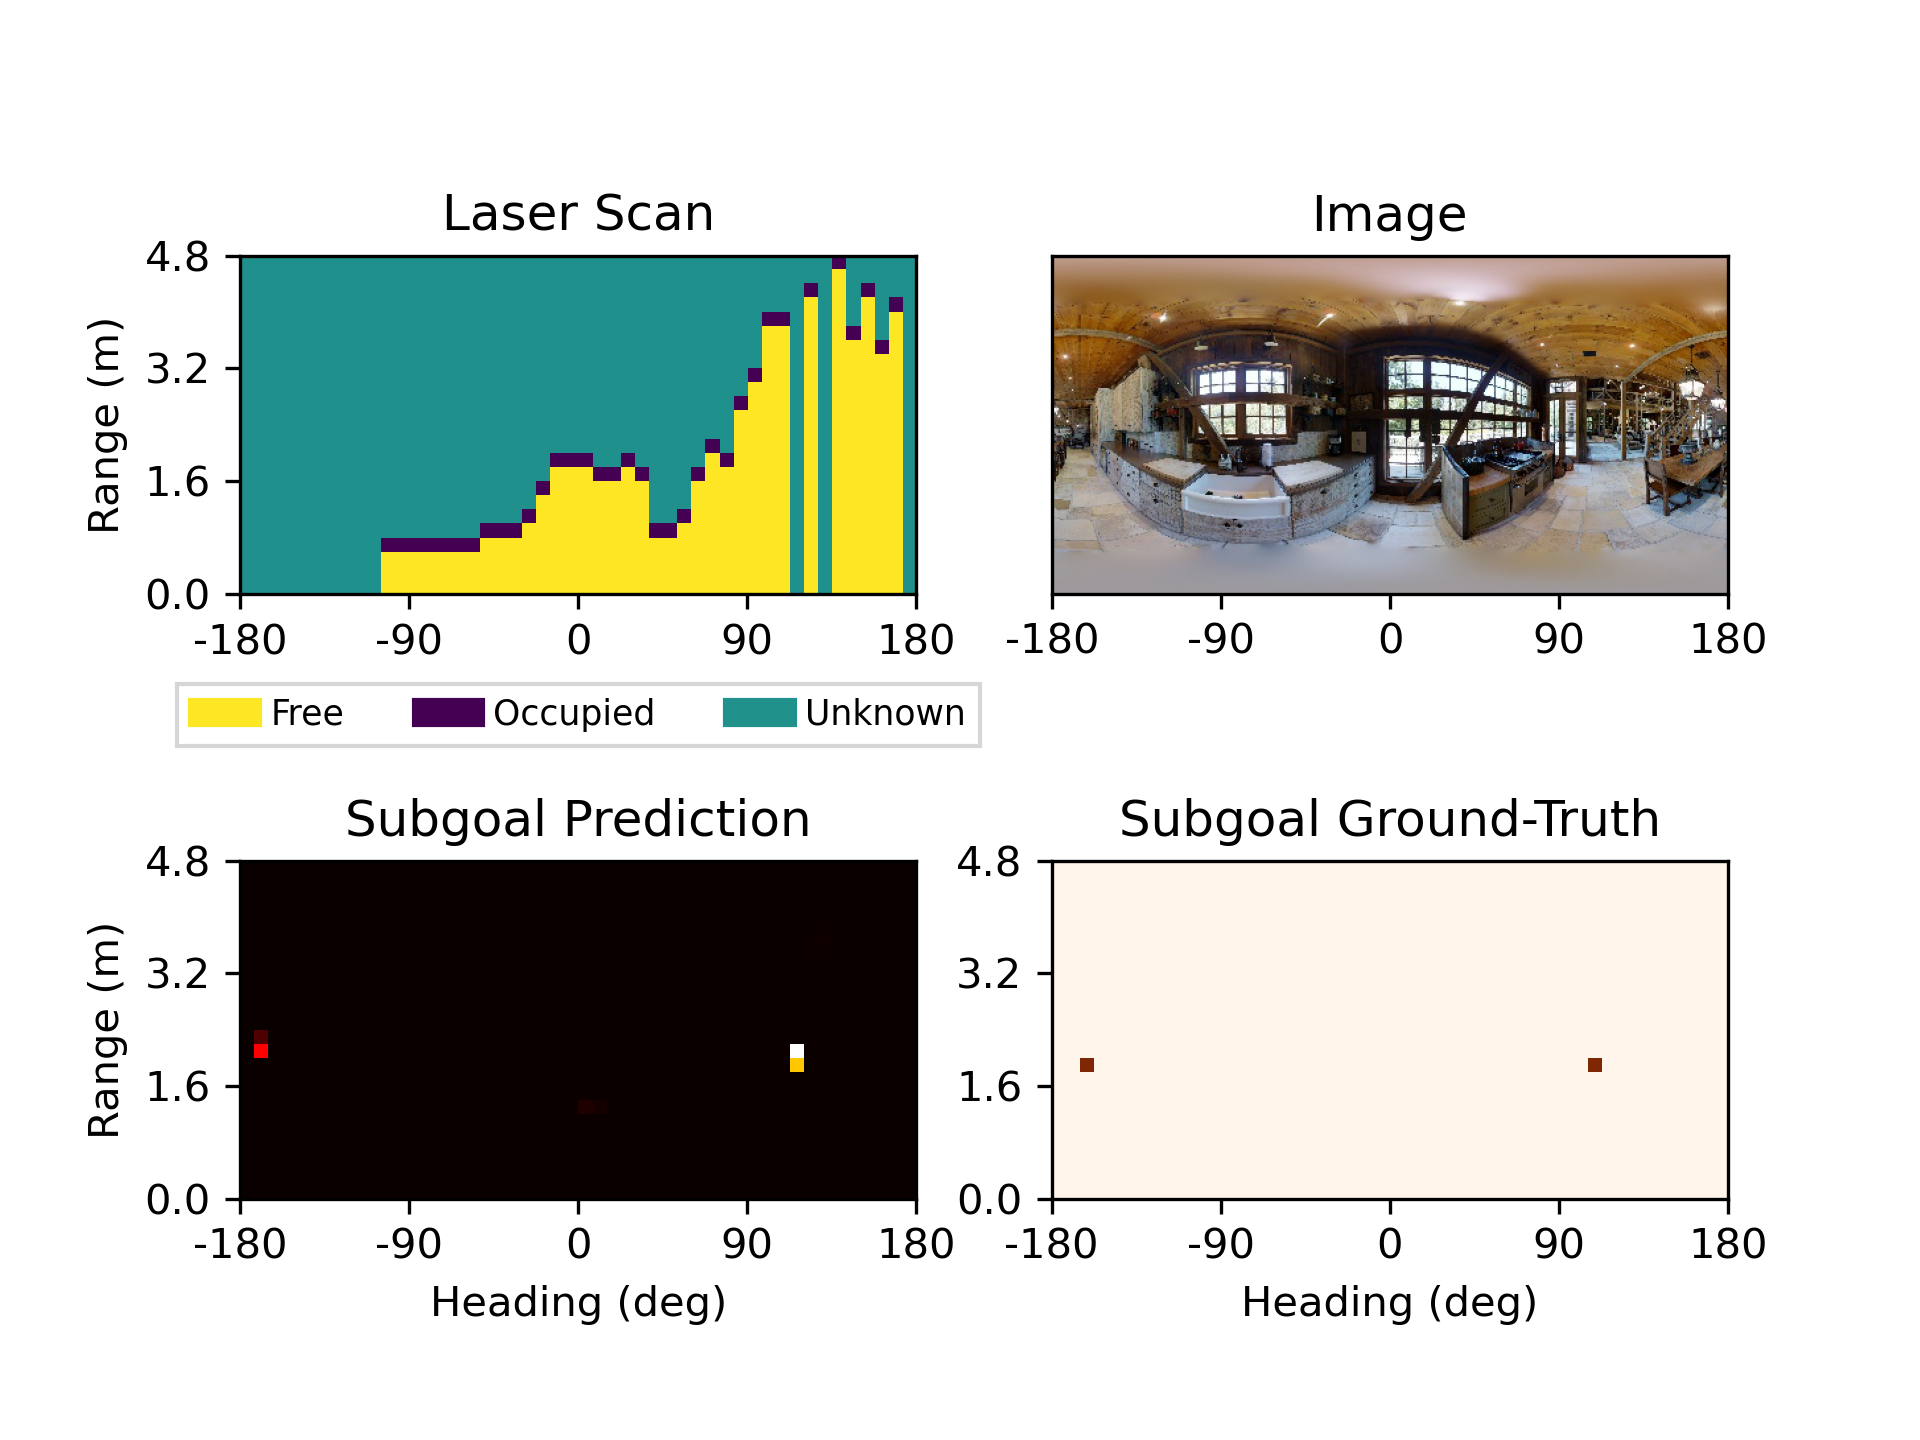 Laser Scan
Image
Range (m)
4.8
3.2
1.6
0.0
-180 -90 0 90 180
-180 -90 0 90 180
Free Occupied Unknown
Subgoal Prediction
Subgoal Ground-Truth
Range (m)
4.8
3.2
1.6
0.0
-180 -90 0 90 180
Heading (deg)
4.8
3.2
1.6
0.0
-180 -90 0 90 180
Heading (deg)